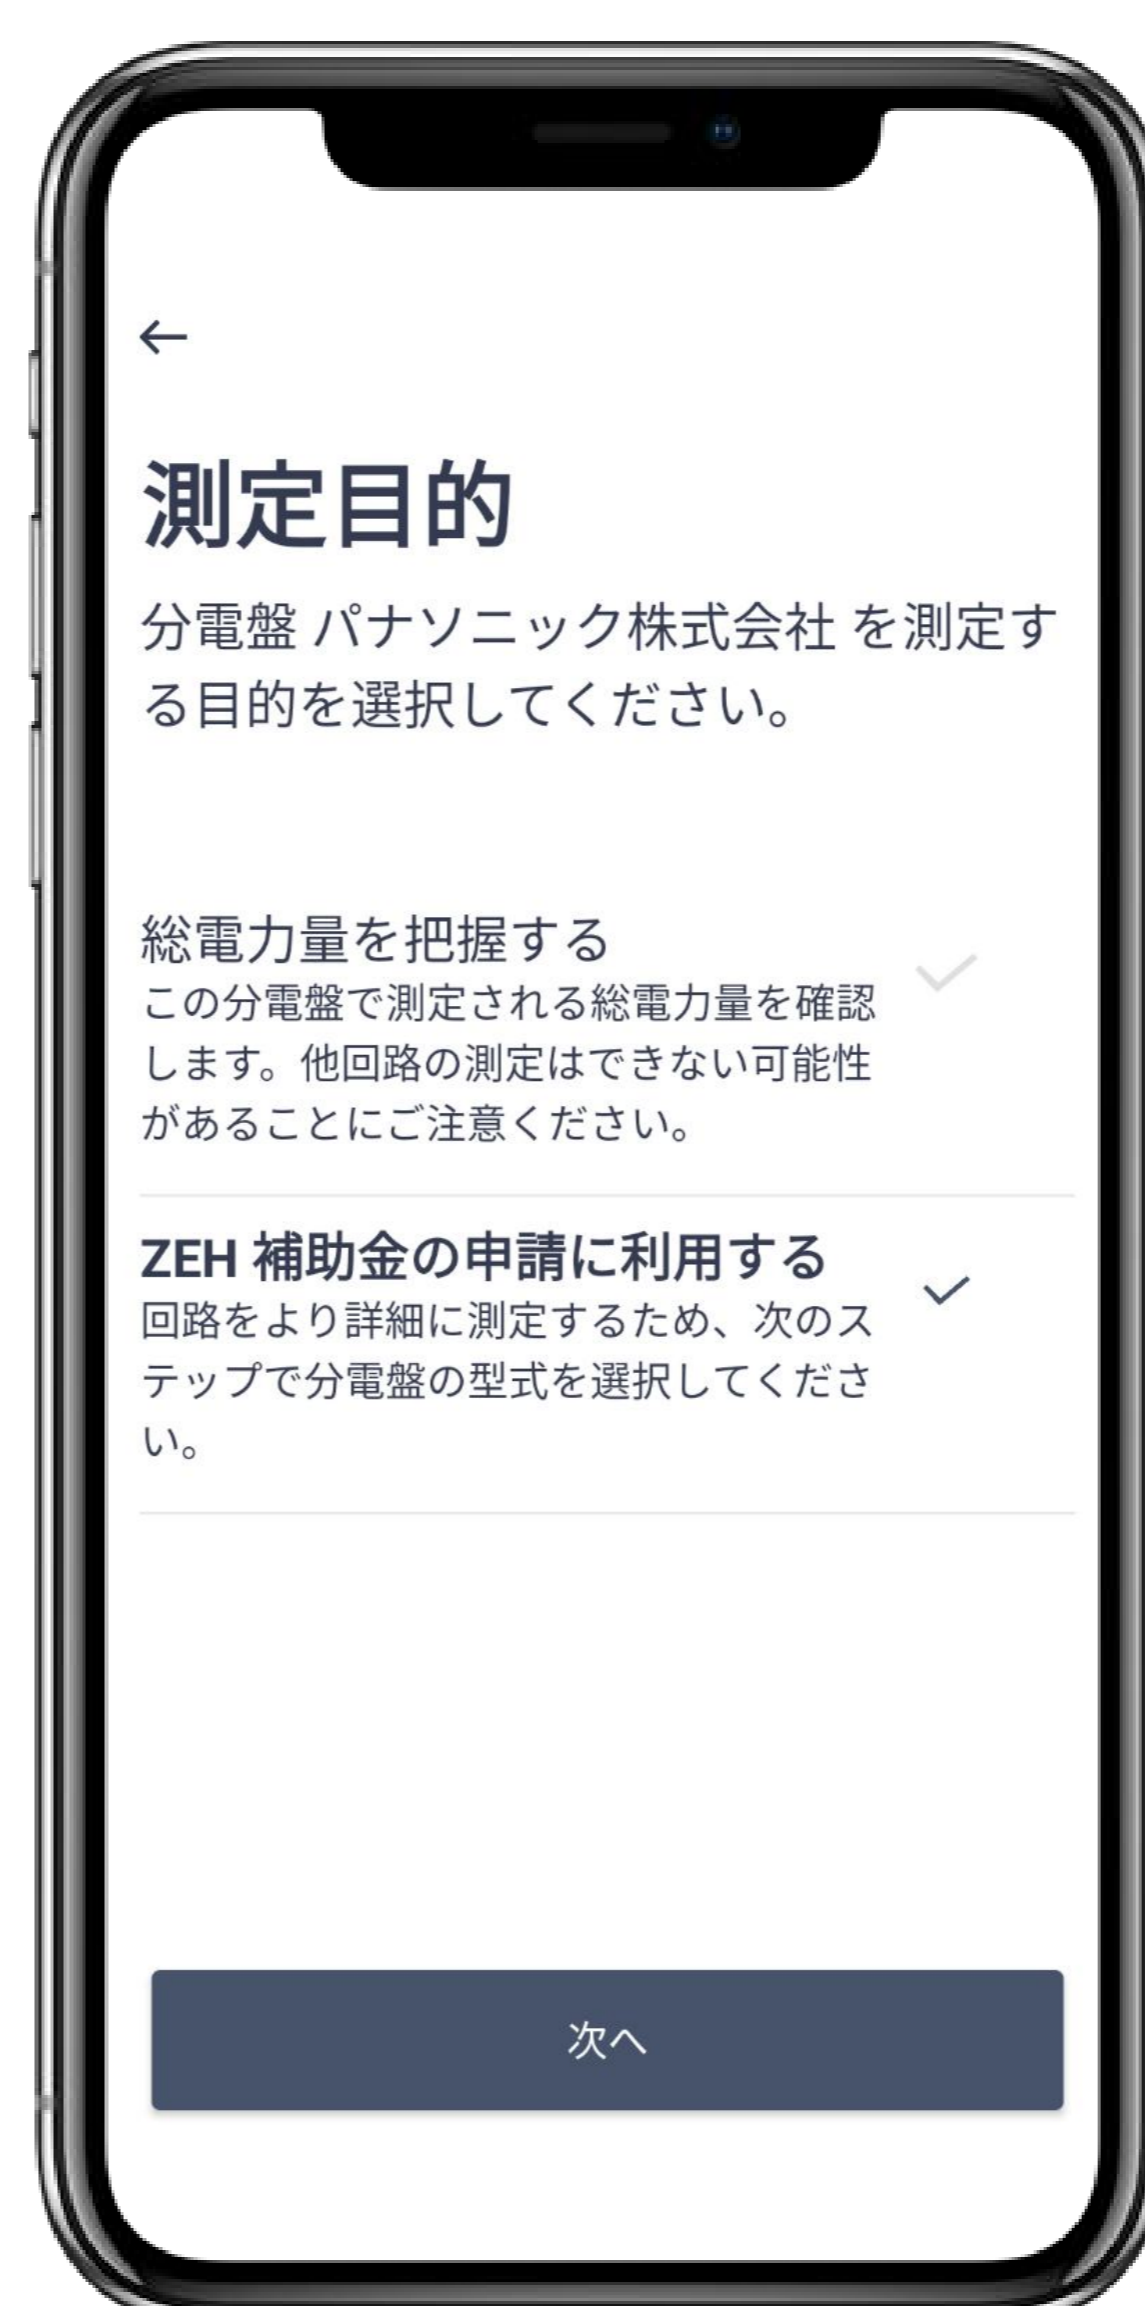 測定目的
分電盤 パナソニック株式会社 を測定す
る目的を選択してください。
総電力量を把握する
この分電盤で測定される総電力量を確認
します。他回路の測定はできない可能性
があることにご注意ください。
ZEH 補助金の申請に利用する
回路をより詳細に測定するため、次のス
テップで分電盤の型式を選択してくださ
い。
次へ